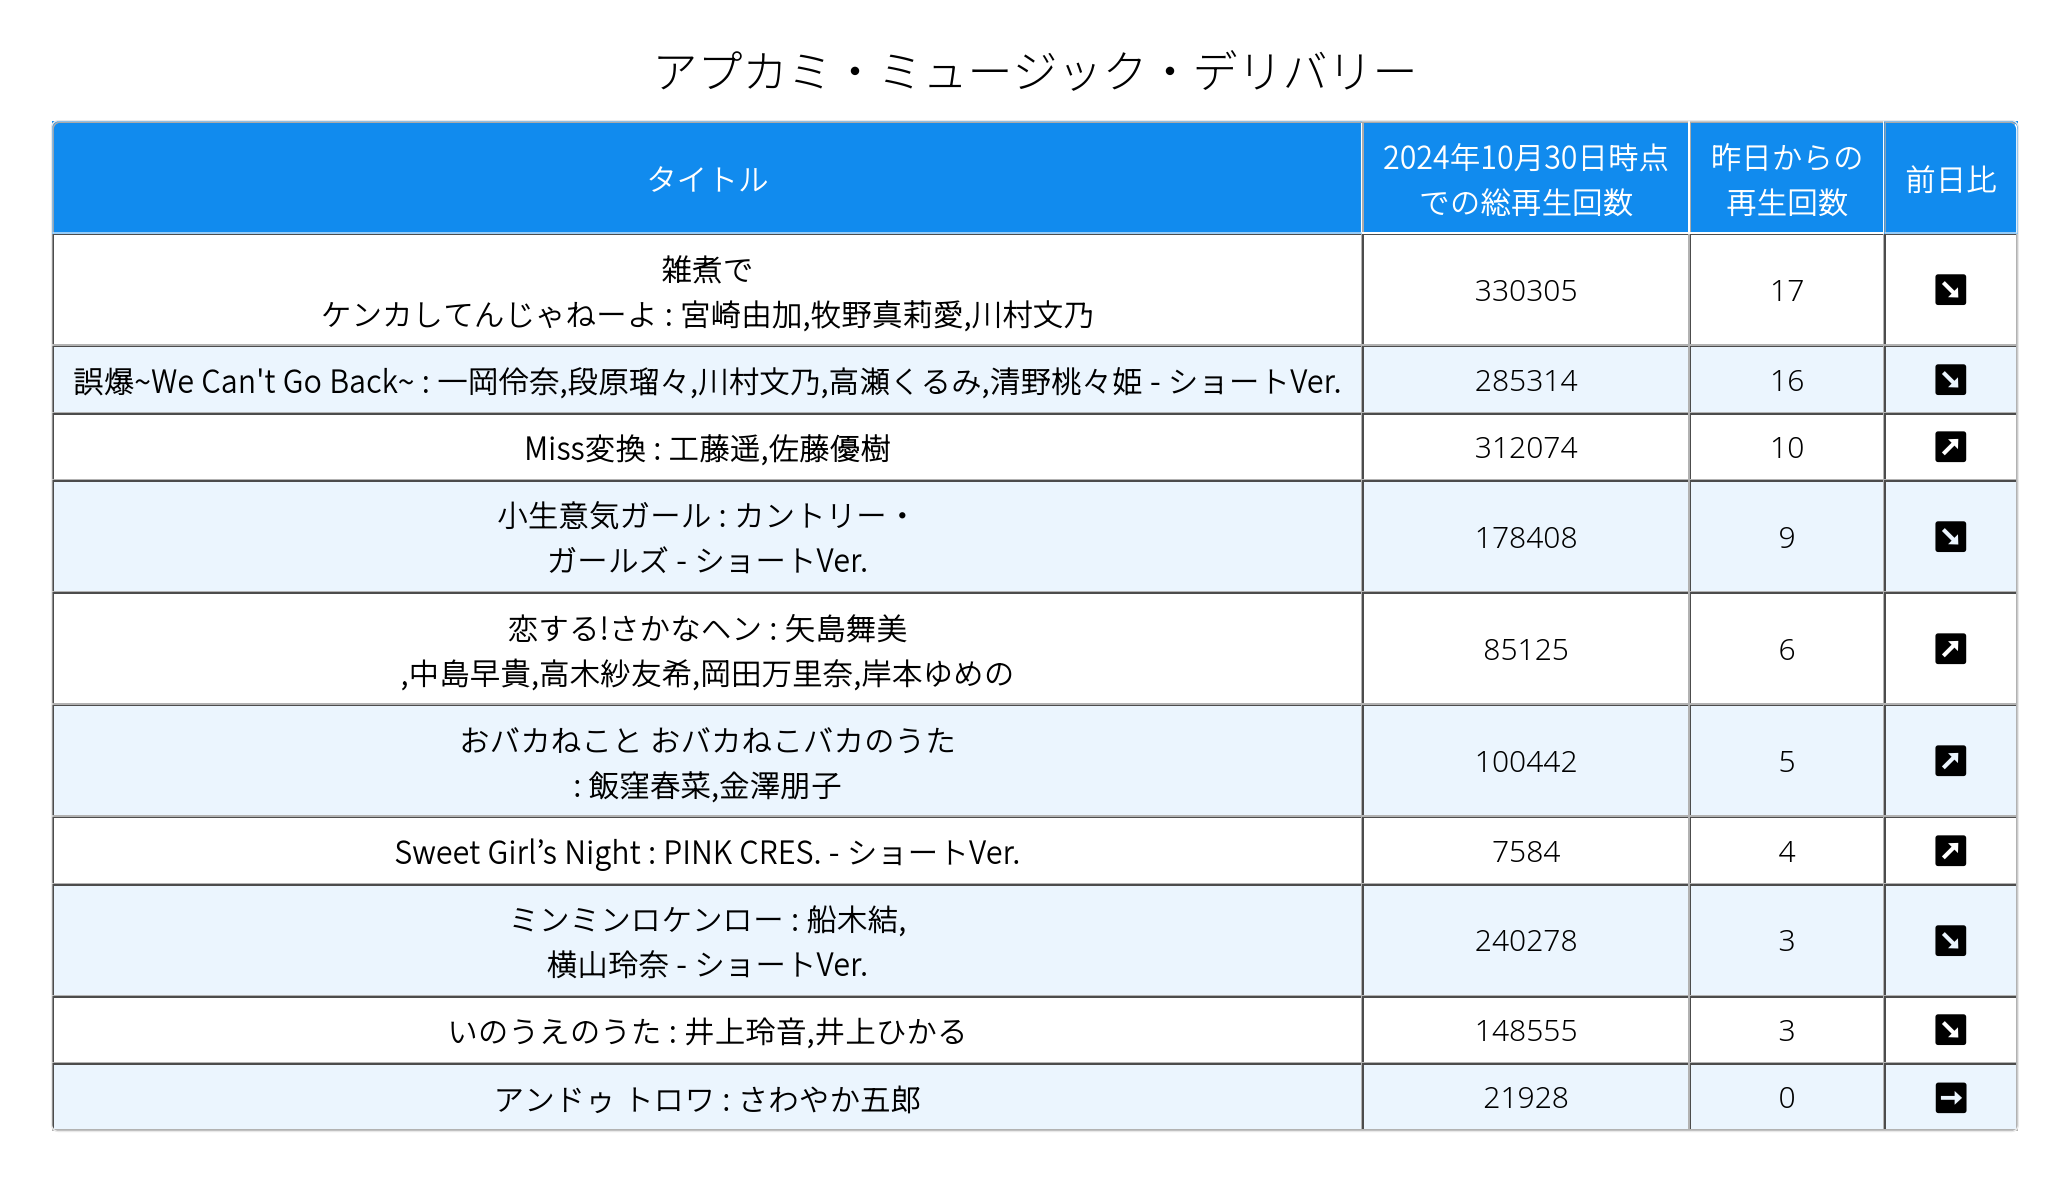 アプカミ・ミュージック・デリバリー
タイトル
2024年10月30日時点
での総再生回数
昨日からの
再生回数
前日比
雑煮で
ケンカしてんじゃねーよ : 宮崎由加,牧野真莉愛,川村文乃
330305
17
誤爆~We Can't Go Back~ : 一岡伶奈,段原瑠々,川村文乃,高瀬くるみ,清野桃々姫 - ショートVer.
285314
16
Miss変換 : 工藤遥,佐藤優樹
312074
10
小生意気ガール : カントリー・
ガールズ - ショートVer.
178408
9
恋する!さかなヘン : 矢島舞美
,中島早貴,高木紗友希,岡田万里奈,岸本ゆめの
85125
6
おバカねこと おバカねこバカのうた
: 飯窪春菜,金澤朋子
100442
5
Sweet Girl’s Night : PINK CRES. - ショートVer.
7584
4
ミンミンロケンロー : 船木結,
横山玲奈 - ショートVer.
240278
3
いのうえのうた : 井上玲音,井上ひかる
148555
3
アンドゥ トロワ : さわやか五郎
21928
0